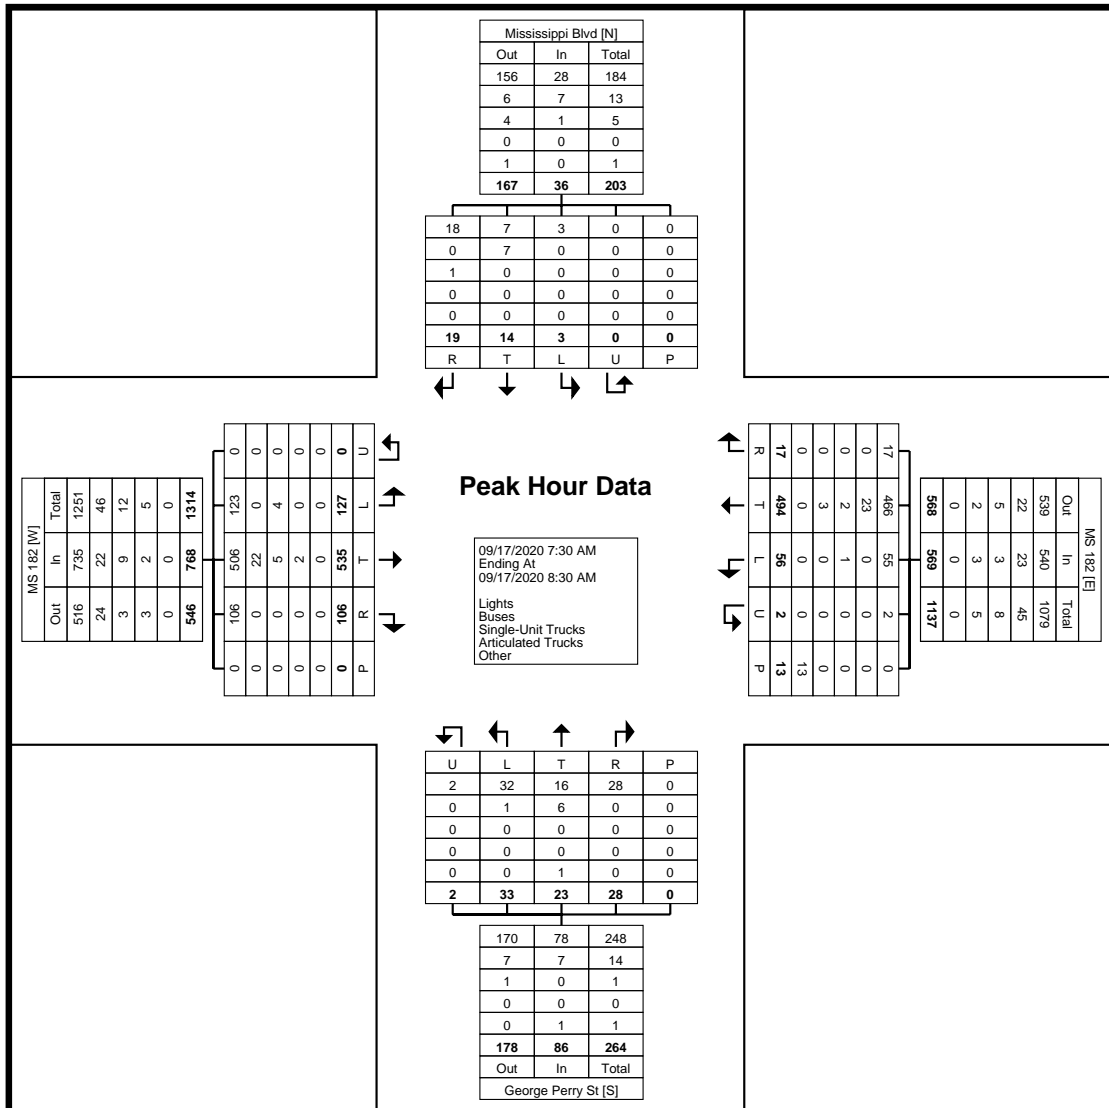 Mississippi Blvd [N]
Out In Total
156 28 184
6 7 13
4 1 5
0 0 0
1 0 1
167 36 203
18 7 3 0 0
0 7 0 0 0
1 0 0 0 0
0 0 0 0 0
0 0 0 0 0
19 14 3 0 0
R T L U P
MS 182 [W]
Total In Out
1251 735 516
46 22 24
12 9 3
5 2 3
0 0 0
1314 768 546
0 123 506 106 0
0 0 22 0 0
0 4 5 0 0
0 0 2 0 0
0 0 0 0 0
0 127 535 106 0
U L T R P
Peak Hour Data
09/17/2020 7:30 AM
Ending At
09/17/2020 8:30 AM
Lights
Buses
Single-Unit Trucks
Articulated Trucks
Other
R T L U P
17 494 56 2 13
0 0 0 0 13
0 3 0 0 0
0 2 1 0 0
0 23 0 0 0
17 466 55 2 0
568 569 1137
0 0 0
2 3 5
5 3 8
22 23 45
539 540 1079
Out In Total
MS 182 [E]
U L T R P
2 32 16 28 0
0 1 6 0 0
0 0 0 0 0
0 0 0 0 0
0 0 1 0 0
2 33 23 28 0
170 78 248
7 7 14
1 0 1
0 0 0
0 1 1
178 86 264
Out In Total
George Perry St [S]